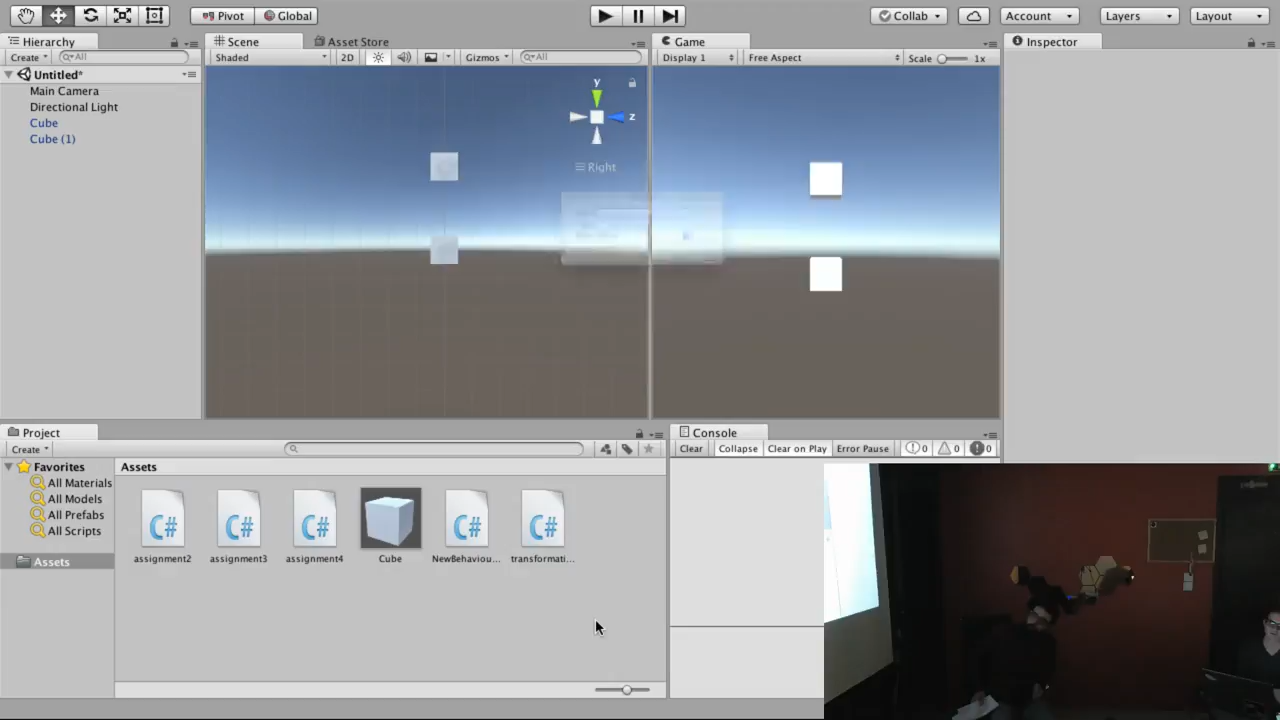 Pivot Global Collab Account Layers Layout
Hierarchy Scene Asset Store Game Inspector
Create All Shaded 2D Gizmos All Display 1 Free Aspect Scale 1x
Untitled*
Main Camera
Directional Light
Cube
Cube (1)
y
z
Right
Project Console
Create Clear Collapse Clear on Play Error Pause 0 0 0
Favorites Assets
All Materials
All Models
All Prefabs
All Scripts
Assets
C# C# C# C# C#
assignment2 assignment3 assignment4 Cube NewBehaviou... transformati...